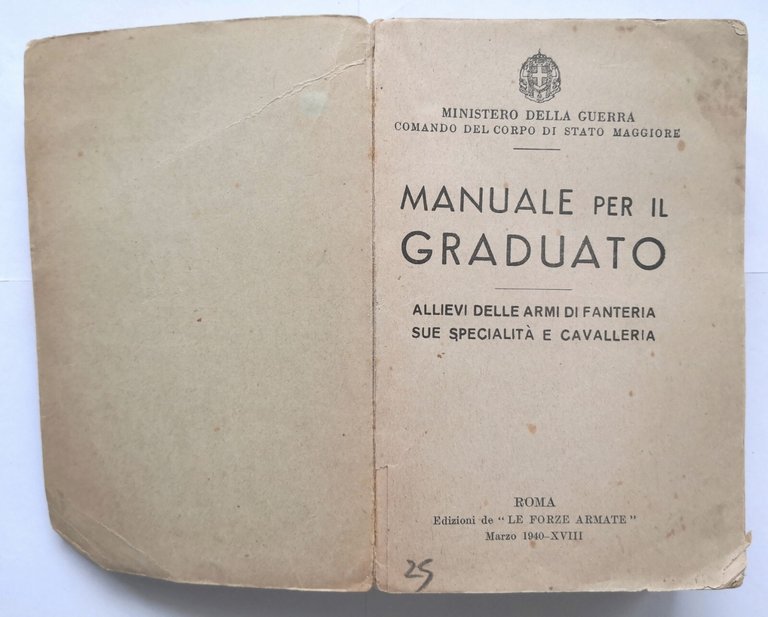 MINISTERO DELLA GUERRA
COMANDO DEL CORPO DI STATO MAGGIORE
MANUALE PER IL
GRADUATO
ALLIEVI DELLE ARMI DI FANTERIA
SUE SPECIALITÀ E CAVALLERIA
ROMA
Edizioni de "LE FORZE ARMATE"
Marzo 1940-XVIII
25